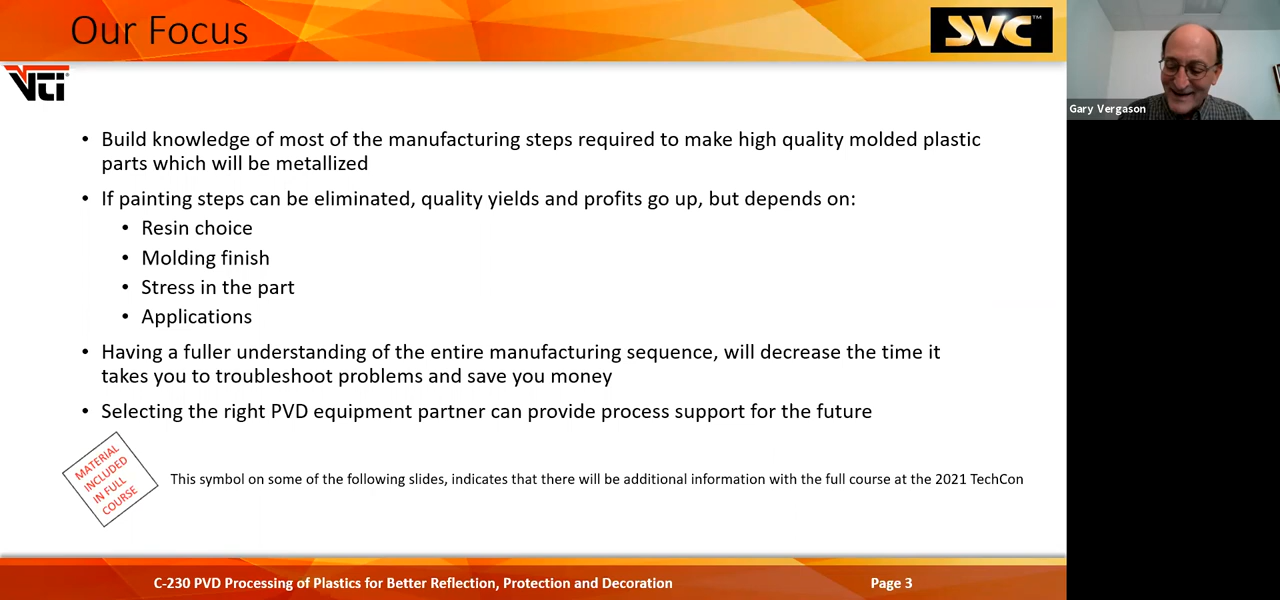 Our Focus
SVC™
Gary Vergason
VTi®
• Build knowledge of most of the manufacturing steps required to make high quality molded plastic
parts which will be metallized
• If painting steps can be eliminated, quality yields and profits go up, but depends on:
• Resin choice
• Molding finish
• Stress in the part
• Applications
• Having a fuller understanding of the entire manufacturing sequence, will decrease the time it
takes you to troubleshoot problems and save you money
• Selecting the right PVD equipment partner can provide process support for the future
MATERIAL
INCLUDED
IN FULL
COURSE
This symbol on some of the following slides, indicates that there will be additional information with the full course at the 2021 TechCon
C-230 PVD Processing of Plastics for Better Reflection, Protection and Decoration
Page 3